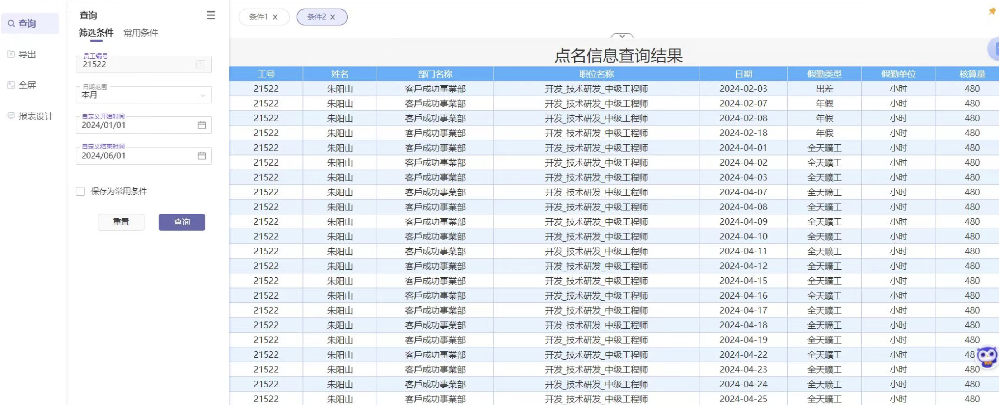 查询
导出
全屏
报表设计
查询
筛选条件 常用条件
员工编号
21522
日期范围
本月
自定义开始时间
2024/01/01
自定义结束时间
2024/06/01
保存为常用条件
重置 查询
条件1 x 条件2 x
点名信息查询结果
工号 姓名 部门名称 职位名称 日期 假勤类型 假勤单位 核算量
21522 朱阳山 客戶成功事業部 开发_技术研发_中级工程师 2024-02-03 出差 小时 480
21522 朱阳山 客戶成功事業部 开发_技术研发_中级工程师 2024-02-07 年假 小时 480
21522 朱阳山 客戶成功事業部 开发_技术研发_中级工程师 2024-02-08 年假 小时 480
21522 朱阳山 客戶成功事業部 开发_技术研发_中级工程师 2024-02-18 年假 小时 480
21522 朱阳山 客戶成功事業部 开发_技术研发_中级工程师 2024-04-01 全天曠工 小时 480
21522 朱阳山 客戶成功事業部 开发_技术研发_中级工程师 2024-04-02 全天曠工 小时 480
21522 朱阳山 客戶成功事業部 开发_技术研发_中级工程师 2024-04-03 全天曠工 小时 480
21522 朱阳山 客戶成功事業部 开发_技术研发_中级工程师 2024-04-07 全天曠工 小时 480
21522 朱阳山 客戶成功事業部 开发_技术研发_中级工程师 2024-04-08 全天曠工 小时 480
21522 朱阳山 客戶成功事業部 开发_技术研发_中级工程师 2024-04-09 全天曠工 小时 480
21522 朱阳山 客戶成功事業部 开发_技术研发_中级工程师 2024-04-10 全天曠工 小时 480
21522 朱阳山 客戶成功事業部 开发_技术研发_中级工程师 2024-04-11 全天曠工 小时 480
21522 朱阳山 客戶成功事業部 开发_技术研发_中级工程师 2024-04-12 全天曠工 小时 480
21522 朱阳山 客戶成功事業部 开发_技术研发_中级工程师 2024-04-15 全天曠工 小时 480
21522 朱阳山 客戶成功事業部 开发_技术研发_中级工程师 2024-04-16 全天曠工 小时 480
21522 朱阳山 客戶成功事業部 开发_技术研发_中级工程师 2024-04-17 全天曠工 小时 480
21522 朱阳山 客戶成功事業部 开发_技术研发_中级工程师 2024-04-18 全天曠工 小时 480
21522 朱阳山 客戶成功事業部 开发_技术研发_中级工程师 2024-04-19 全天曠工 小时 480
21522 朱阳山 客戶成功事業部 开发_技术研发_中级工程师 2024-04-22 全天曠工 小时 48
21522 朱阳山 客戶成功事業部 开发_技术研发_中级工程师 2024-04-23 全天曠工 小时 480
21522 朱阳山 客戶成功事業部 开发_技术研发_中级工程师 2024-04-24 全天曠工 小时 480
21522 朱阳山 客戶成功事業部 开发_技术研发_中级工程师 2024-04-25 全天曠工 小时 480